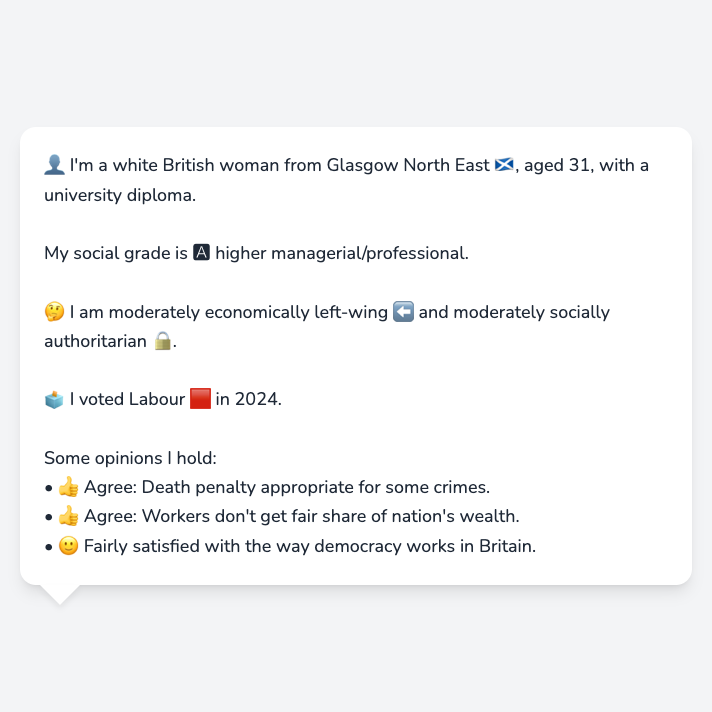 👤 I'm a white British woman from Glasgow North East 🏴󠁧󠁢󠁳󠁣󠁴󠁿, aged 31, with a
university diploma.
My social grade is 🅰 higher managerial/professional.
🤔 I am moderately economically left-wing ⬅️ and moderately socially
authoritarian 🔒.
🗳️ I voted Labour 🟥 in 2024.
Some opinions I hold:
• 👍 Agree: Death penalty appropriate for some crimes.
• 👍 Agree: Workers don't get fair share of nation's wealth.
• 🙂 Fairly satisfied with the way democracy works in Britain.